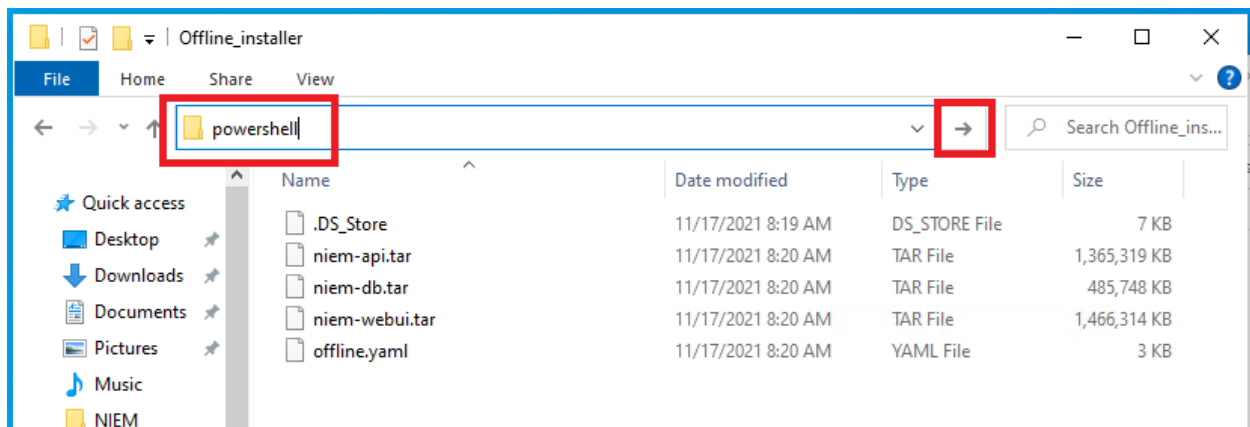 Offline_installer
File Home Share View
powershell Search Offline_ins...
Name Date modified Type Size
Quick access
.DS_Store 11/17/2021 8:19 AM DS_STORE File 7 KB
Desktop
niem-api.tar 11/17/2021 8:20 AM TAR File 1,365,319 KB
Downloads
niem-db.tar 11/17/2021 8:20 AM TAR File 485,748 KB
Documents
niem-webui.tar 11/17/2021 8:20 AM TAR File 1,466,314 KB
Pictures
offline.yaml 11/17/2021 8:20 AM YAML File 3 KB
Music
NIEM